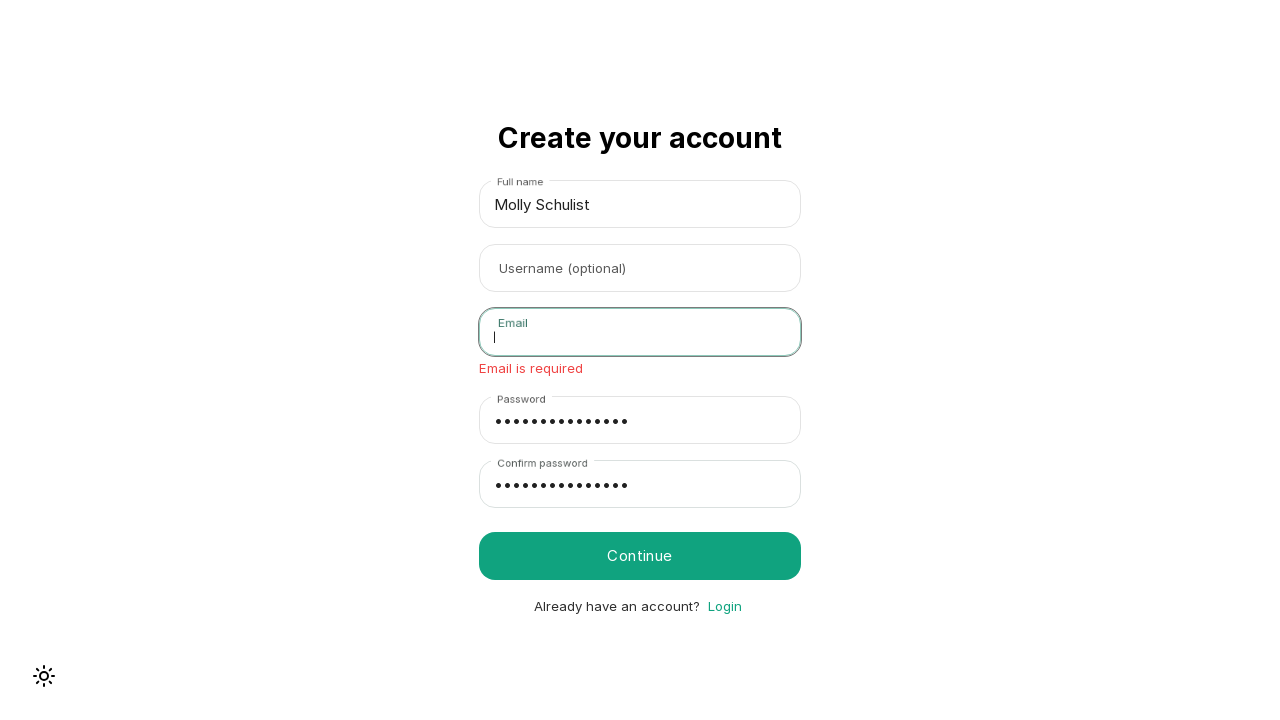 Create your account
Full name
Molly Schulist
Username (optional)
Email
Email is required
Password
•••••••••••••••
Confirm password
•••••••••••••••
Continue
Already have an account? Login